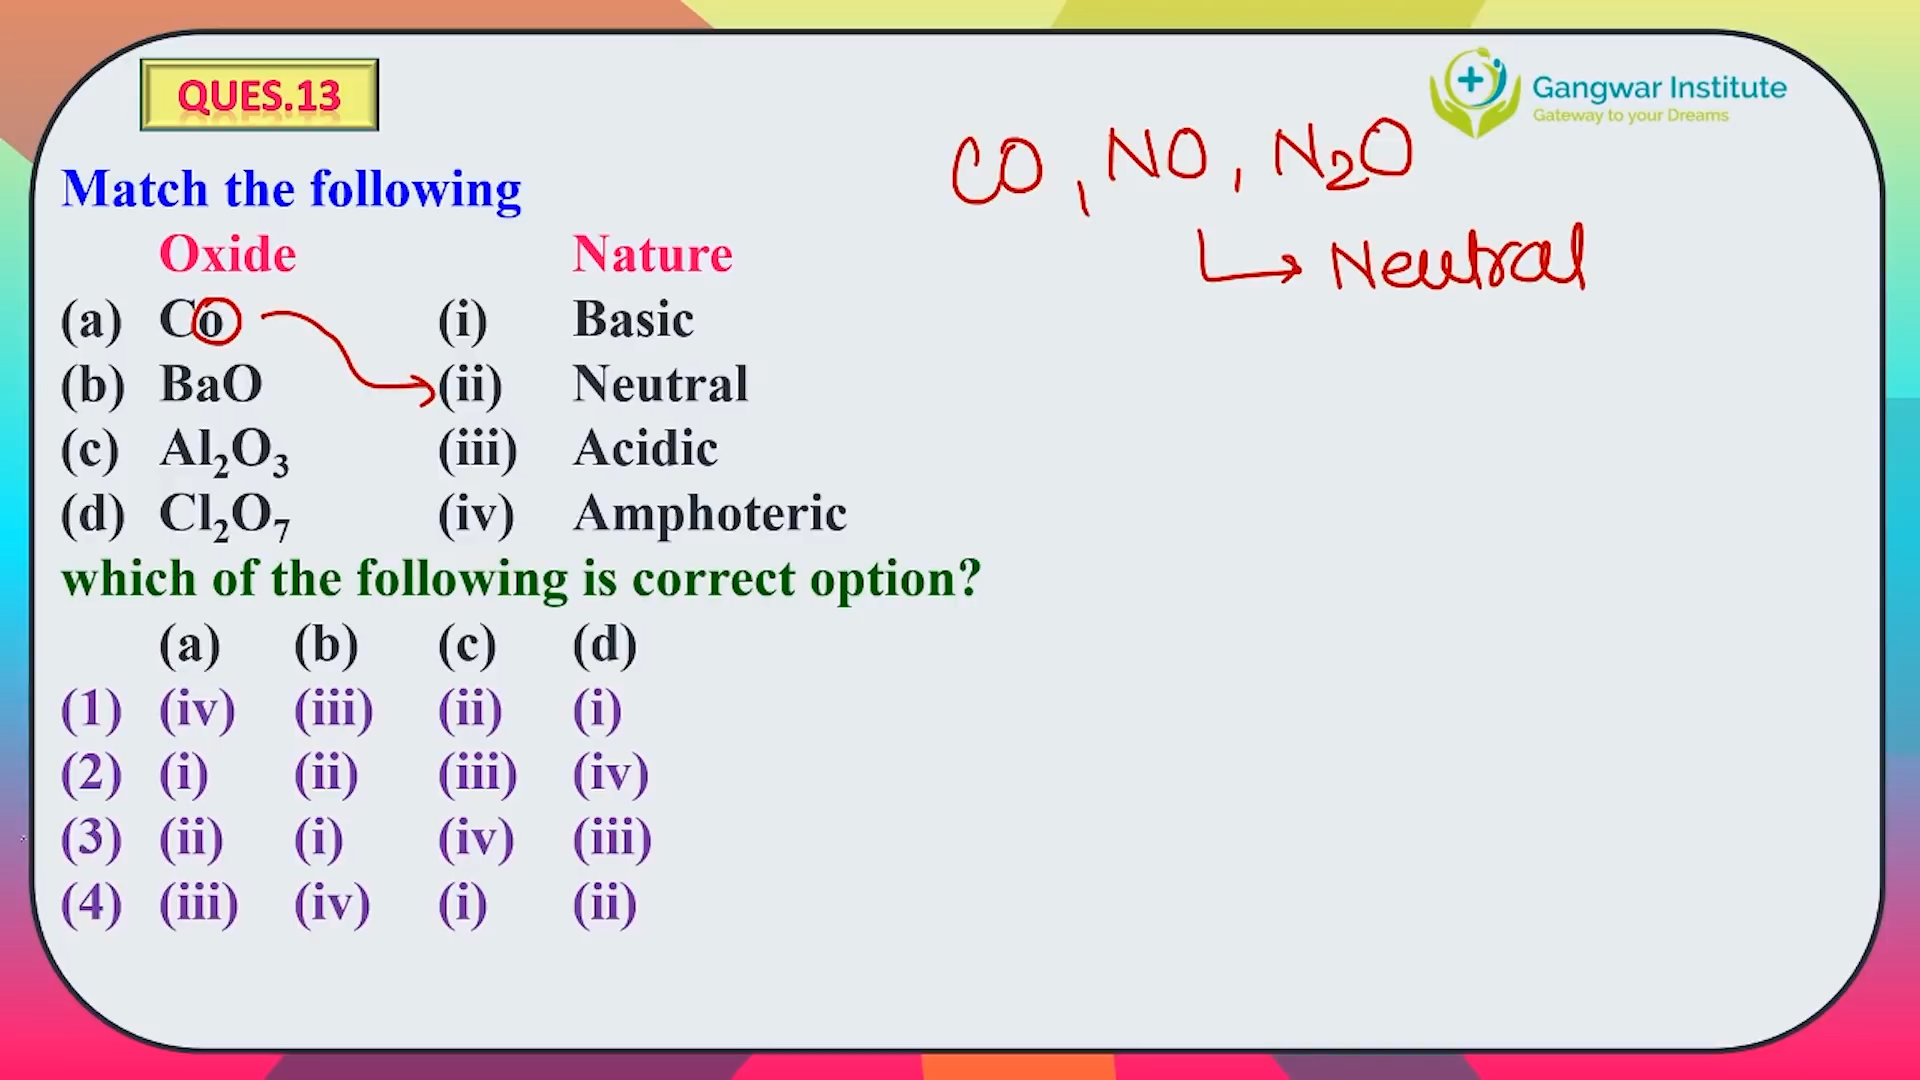 QUES.13
Gangwar Institute
Gateway to your Dreams
CO, NO, N₂O
Neutral
Match the following
Oxide Nature
(a) Co (i) Basic
(b) BaO (ii) Neutral
(c) Al₂O₃ (iii) Acidic
(d) Cl₂O₇ (iv) Amphoteric
which of the following is correct option?
(a) (b) (c) (d)
(1) (iv) (iii) (ii) (i)
(2) (i) (ii) (iii) (iv)
(3) (ii) (i) (iv) (iii)
(4) (iii) (iv) (i) (ii)